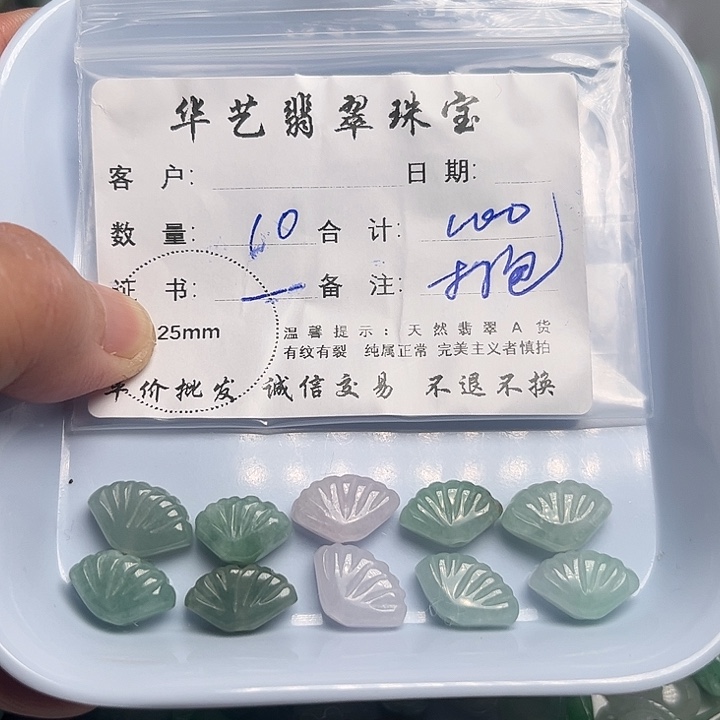 华艺翡翠珠宝
客 户: 日期:
数 量: 10 合 计:
证 书: 一 备 注: 打包
25mm 温馨提示:天然翡翠A货
有纹有裂 纯属正常 完美主义者慎拍
价批发 诚信交易 不退不换